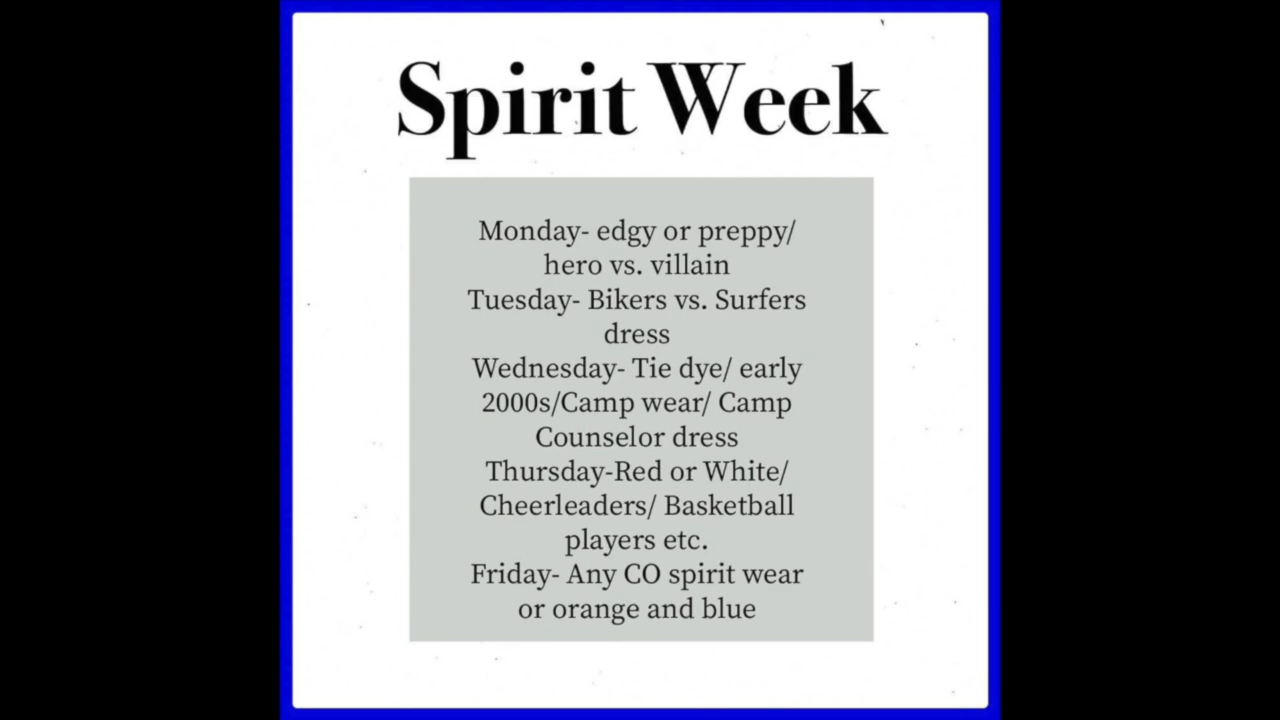 Spirit Week
Monday- edgy or preppy/
hero vs. villain
Tuesday- Bikers vs. Surfers
dress
Wednesday- Tie dye/ early
2000s/Camp wear/ Camp
Counselor dress
Thursday-Red or White/
Cheerleaders/ Basketball
players etc.
Friday- Any CO spirit wear
or orange and blue